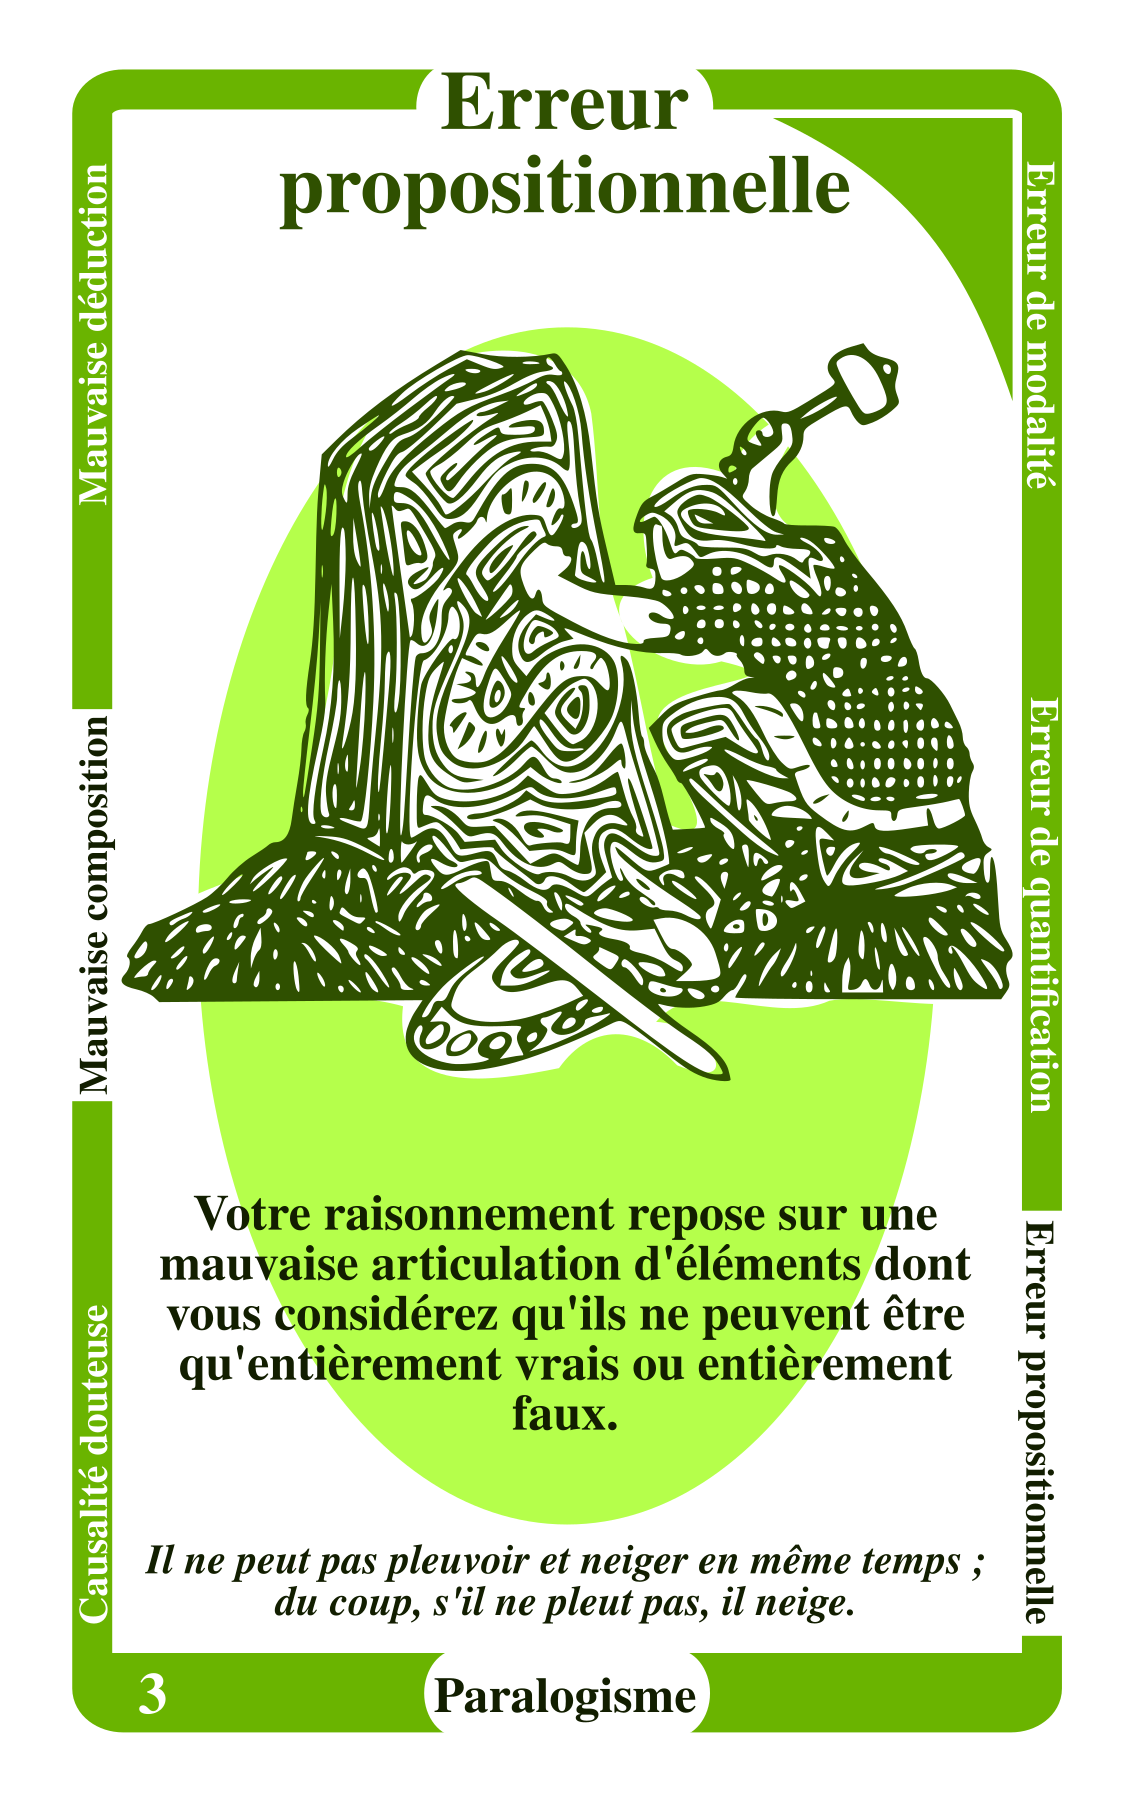 Erreur
propositionnelle
Mauvaise déduction
Mauvaise composition
Causalité douteuse
Erreur de modalité
Erreur de quantification
Erreur propositionnelle
Votre raisonnement repose sur une
mauvaise articulation d'éléments dont
vous considérez qu'ils ne peuvent être
qu'entièrement vrais ou entièrement
faux.
Il ne peut pas pleuvoir et neiger en même temps ;
du coup, s'il ne pleut pas, il neige.
3
Paralogisme